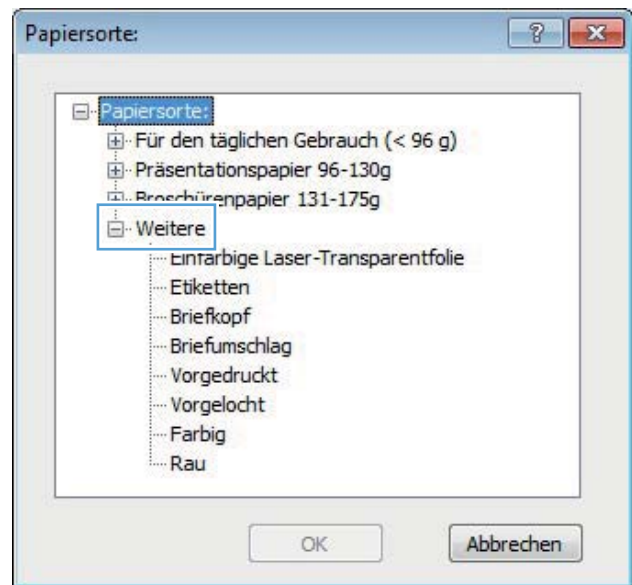 Papiersorte:
Papiersorte:
Für den täglichen Gebrauch (< 96 g)
Präsentationspapier 96-130g
Broschürenpapier 131-175g
Weitere
Einfarbige Laser-Transparentfolie
Etiketten
Briefkopf
Briefumschlag
Vorgedruckt
Vorgelocht
Farbig
Rau
OK Abbrechen